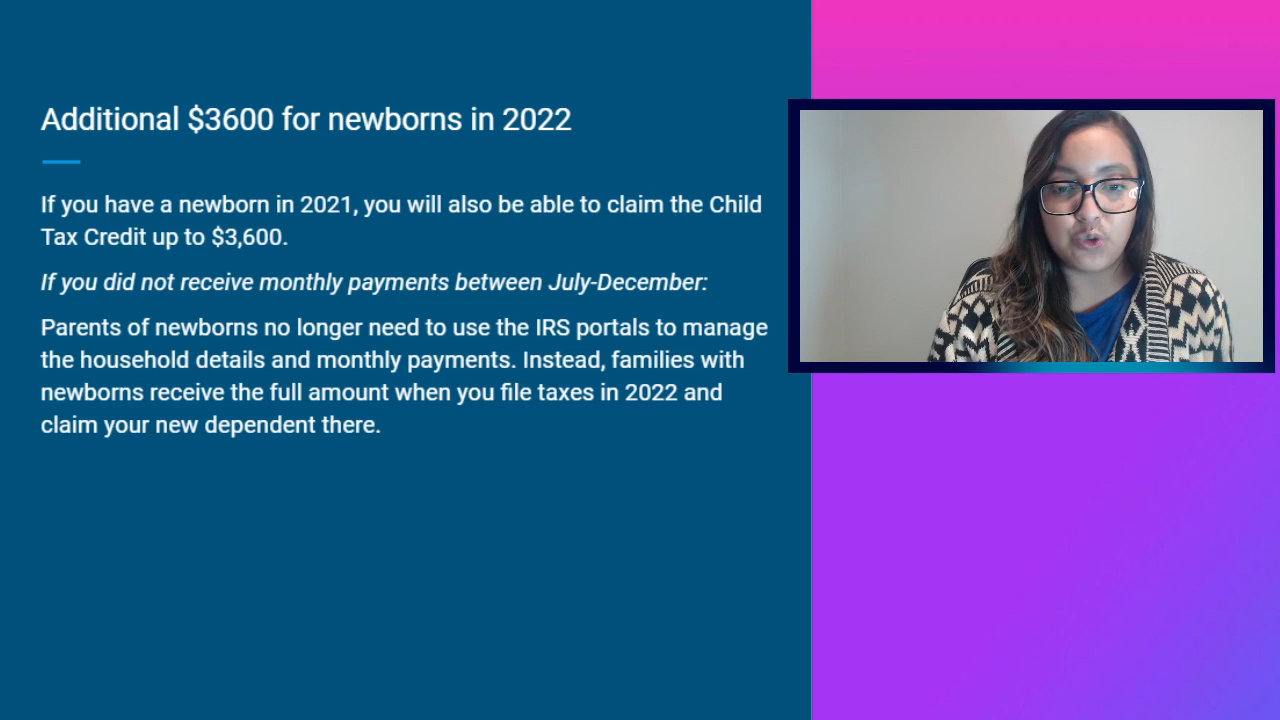 Additional $3600 for newborns in 2022
If you have a newborn in 2021, you will also be able to claim the Child
Tax Credit up to $3,600.
If you did not receive monthly payments between July-December:
Parents of newborns no longer need to use the IRS portals to manage
the household details and monthly payments. Instead, families with
newborns receive the full amount when you file taxes in 2022 and
claim your new dependent there.